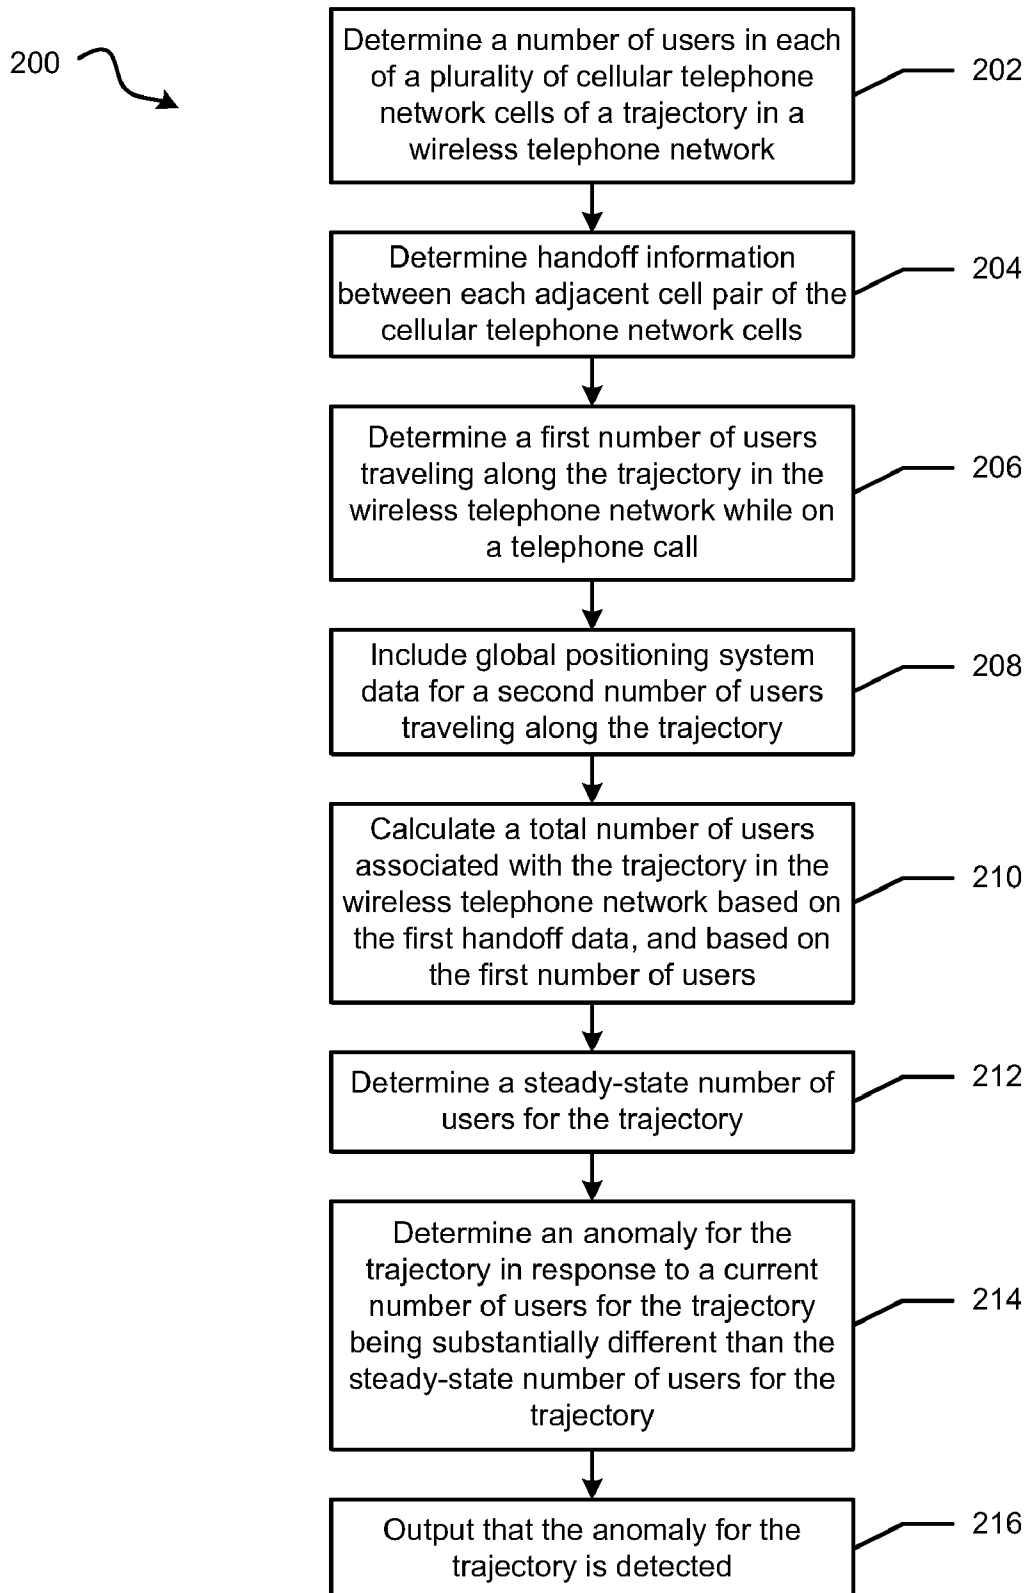 200
Determine a number of users in each
of a plurality of cellular telephone
network cells of a trajectory in a
wireless telephone network
202
Determine handoff information
between each adjacent cell pair of the
cellular telephone network cells
204
Determine a first number of users
traveling along the trajectory in the
wireless telephone network while on
a telephone call
206
Include global positioning system
data for a second number of users
traveling along the trajectory
208
Calculate a total number of users
associated with the trajectory in the
wireless telephone network based on
the first handoff data, and based on
the first number of users
210
Determine a steady-state number of
users for the trajectory
212
Determine an anomaly for the
trajectory in response to a current
number of users for the trajectory
being substantially different than the
steady-state number of users for the
trajectory
214
Output that the anomaly for the
trajectory is detected
216